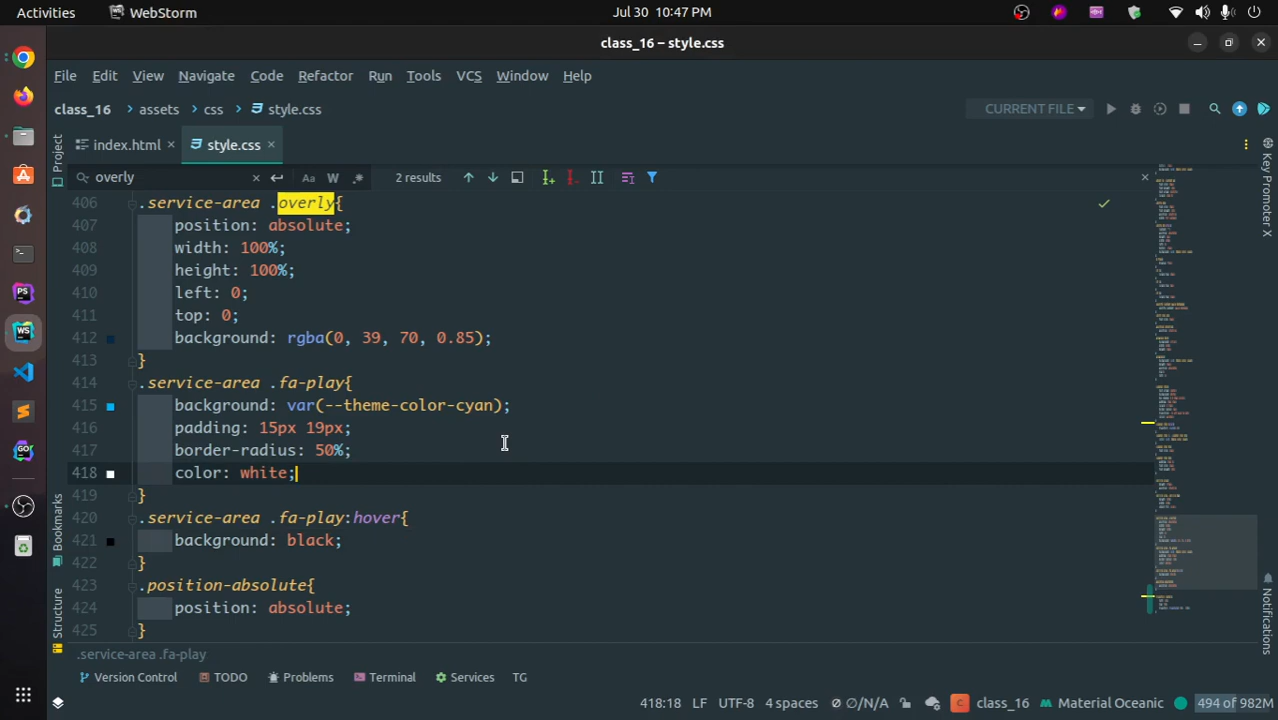 Activities WebStorm Jul 30 10:47 PM
class_16 – style.css
File Edit View Navigate Code Refactor Run Tools VCS Window Help
class_16 assets css style.css CURRENT FILE
Project
index.html style.css
overly Aa W .* 2 results
406 .service-area .overly{
407 position: absolute;
408 width: 100%;
409 height: 100%;
410 left: 0;
411 top: 0;
412 background: rgba(0, 39, 70, 0.85);
413 }
414 .service-area .fa-play{
415 background: var(--theme-color-cyan);
416 padding: 15px 19px;
417 border-radius: 50%;
418 color: white;
419 }
420 .service-area .fa-play:hover{
421 background: black;
422 }
423 .position-absolute{
424 position: absolute;
425 }
Key Promoter X
Notifications
Bookmarks
Structure
.service-area .fa-play
Version Control TODO Problems Terminal Services TG
418:18 LF UTF-8 4 spaces ∅/N/A C class_16 Material Oceanic 494 of 982M